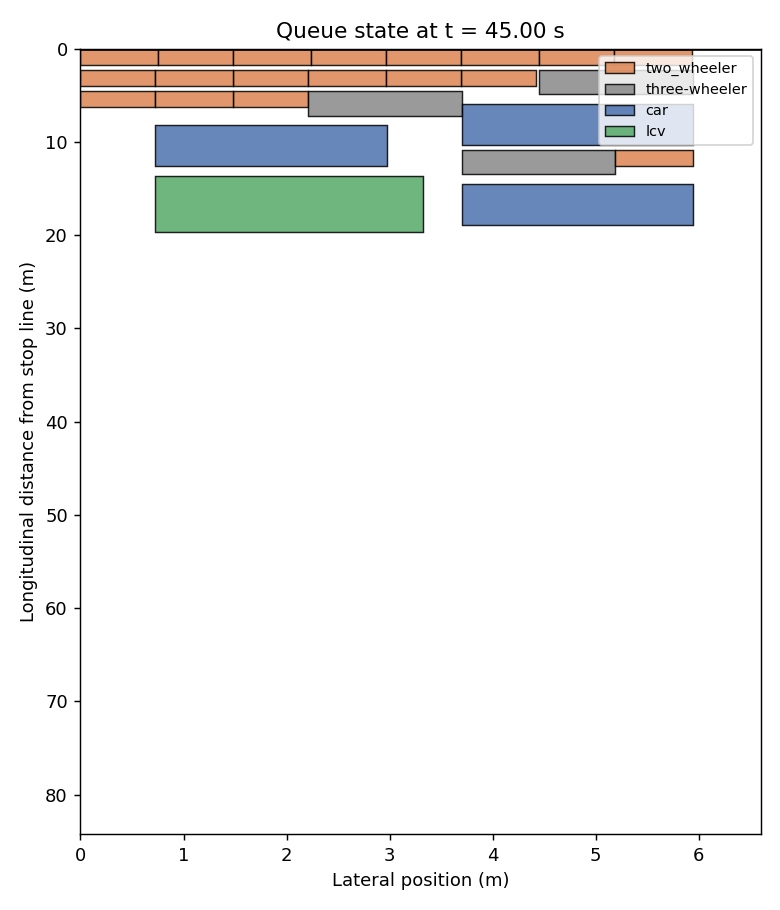 Queue state at t = 45.00 s
two_wheeler
three-wheeler
car
lcv
Longitudinal distance from stop line (m)
0
10
20
30
40
50
60
70
80
0 1 2 3 4 5 6
Lateral position (m)